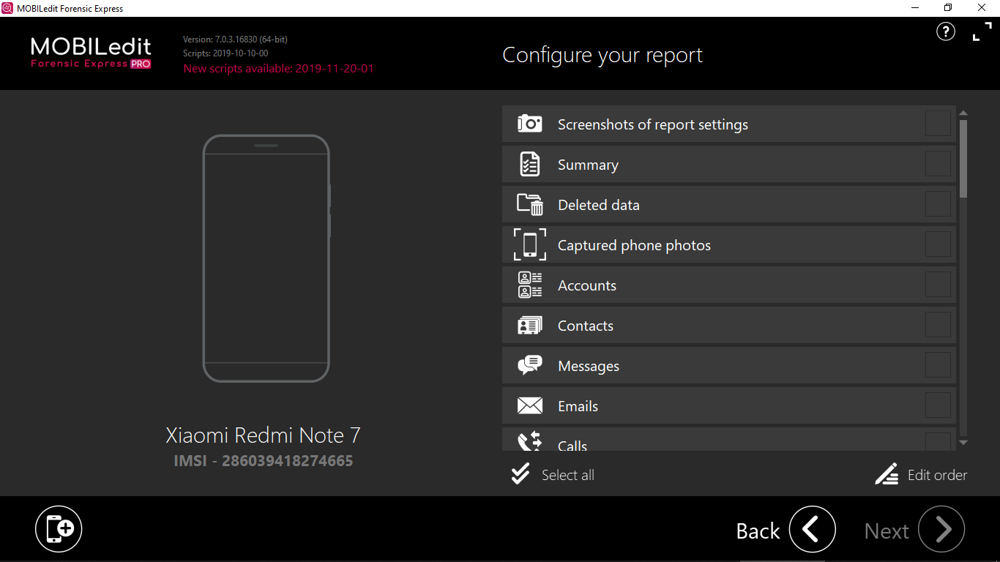 MOBILedit Forensic Express
MOBILedit
Forensic Express PRO
Version: 7.0.3.16830 (64-bit)
Scripts: 2019-10-10-00
New scripts available: 2019-11-20-01
Configure your report
?
Screenshots of report settings
Summary
Deleted data
Captured phone photos
Accounts
Contacts
Messages
Emails
Calls
Xiaomi Redmi Note 7
IMSI - 286039418274665
Select all
Edit order
Back
Next